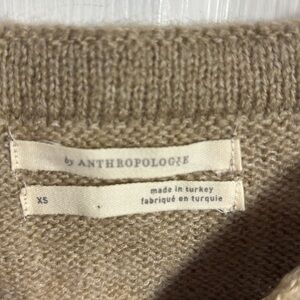 by ANTHROPOLOGIE
XS
made in turkey
fabriqué en turquie